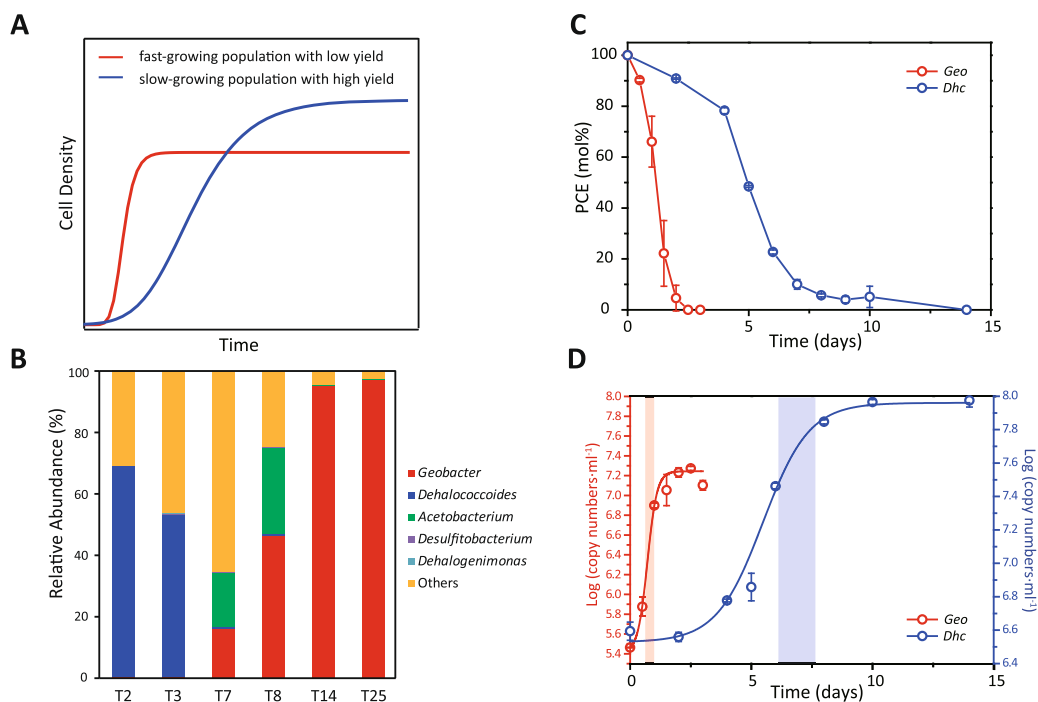 A
fast-growing population with low yield
slow-growing population with high yield
Cell Density
Time
B
100
80
60
40
20
0
Relative Abundance (%)
T2 T3 T7 T8 T14 T25
Geobacter
Dehalococcoides
Acetobacterium
Desulfitobacterium
Dehalogenimonas
Others
C
100
80
60
40
20
0
PCE (mol%)
Geo
Dhc
0 5 10 15
Time (days)
D
8.0
7.8
7.6
7.4
7.2
7.0
6.8
6.6
6.4
6.2
6.0
5.8
5.6
5.4
Log (copy numbers·ml-1)
8.0
7.8
7.6
7.4
7.2
7.0
6.8
6.6
6.4
Log (copy numbers·ml-1)
Geo
Dhc
0 5 10 15
Time (days)